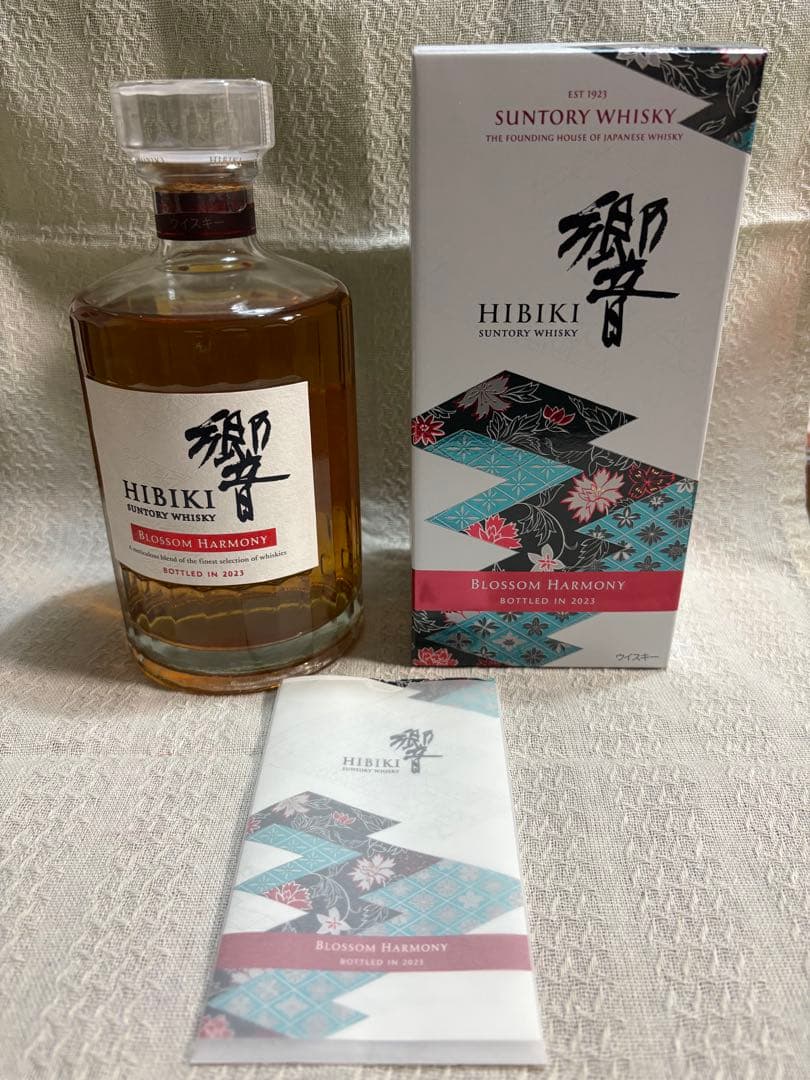 HIBIKI
ウイスキー
響
HIBIKI
SUNTORY WHISKY
BLOSSOM HARMONY
A meticulous blend of the finest selection of whiskies
BOTTLED IN 2023
EST 1923
SUNTORY WHISKY
THE FOUNDING HOUSE OF JAPANESE WHISKY
響
HIBIKI
SUNTORY WHISKY
BLOSSOM HARMONY
BOTTLED IN 2023
ウイスキー
響
HIBIKI
SUNTORY WHISKY
BLOSSOM HARMONY
BOTTLED IN 2023